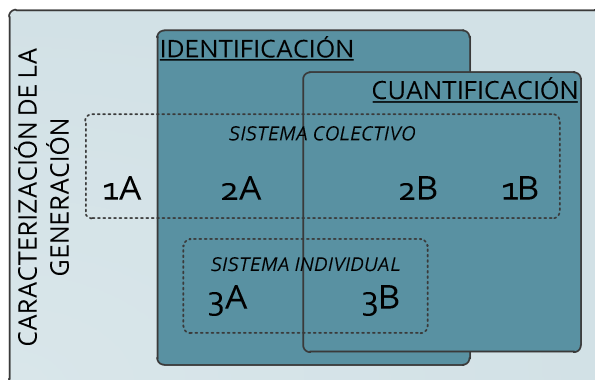 CARACTERIZACIÓN DE LA
GENERACIÓN
IDENTIFICACIÓN
CUANTIFICACIÓN
SISTEMA COLECTIVO
1A 2A 2B 1B
SISTEMA INDIVIDUAL
3A 3B